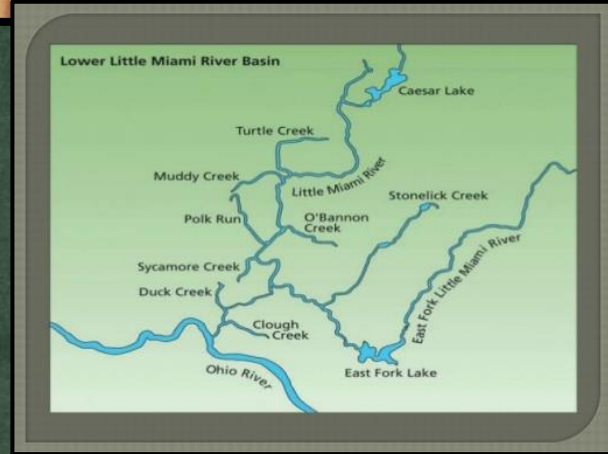 Lower Little Miami River Basin
Caesar Lake
Turtle Creek
Muddy Creek
Little Miami River
Stonelick Creek
Polk Run
O'Bannon
Creek
Sycamore Creek
Duck Creek
East Fork Little Miami River
Clough
Creek
Ohio River
East Fork Lake